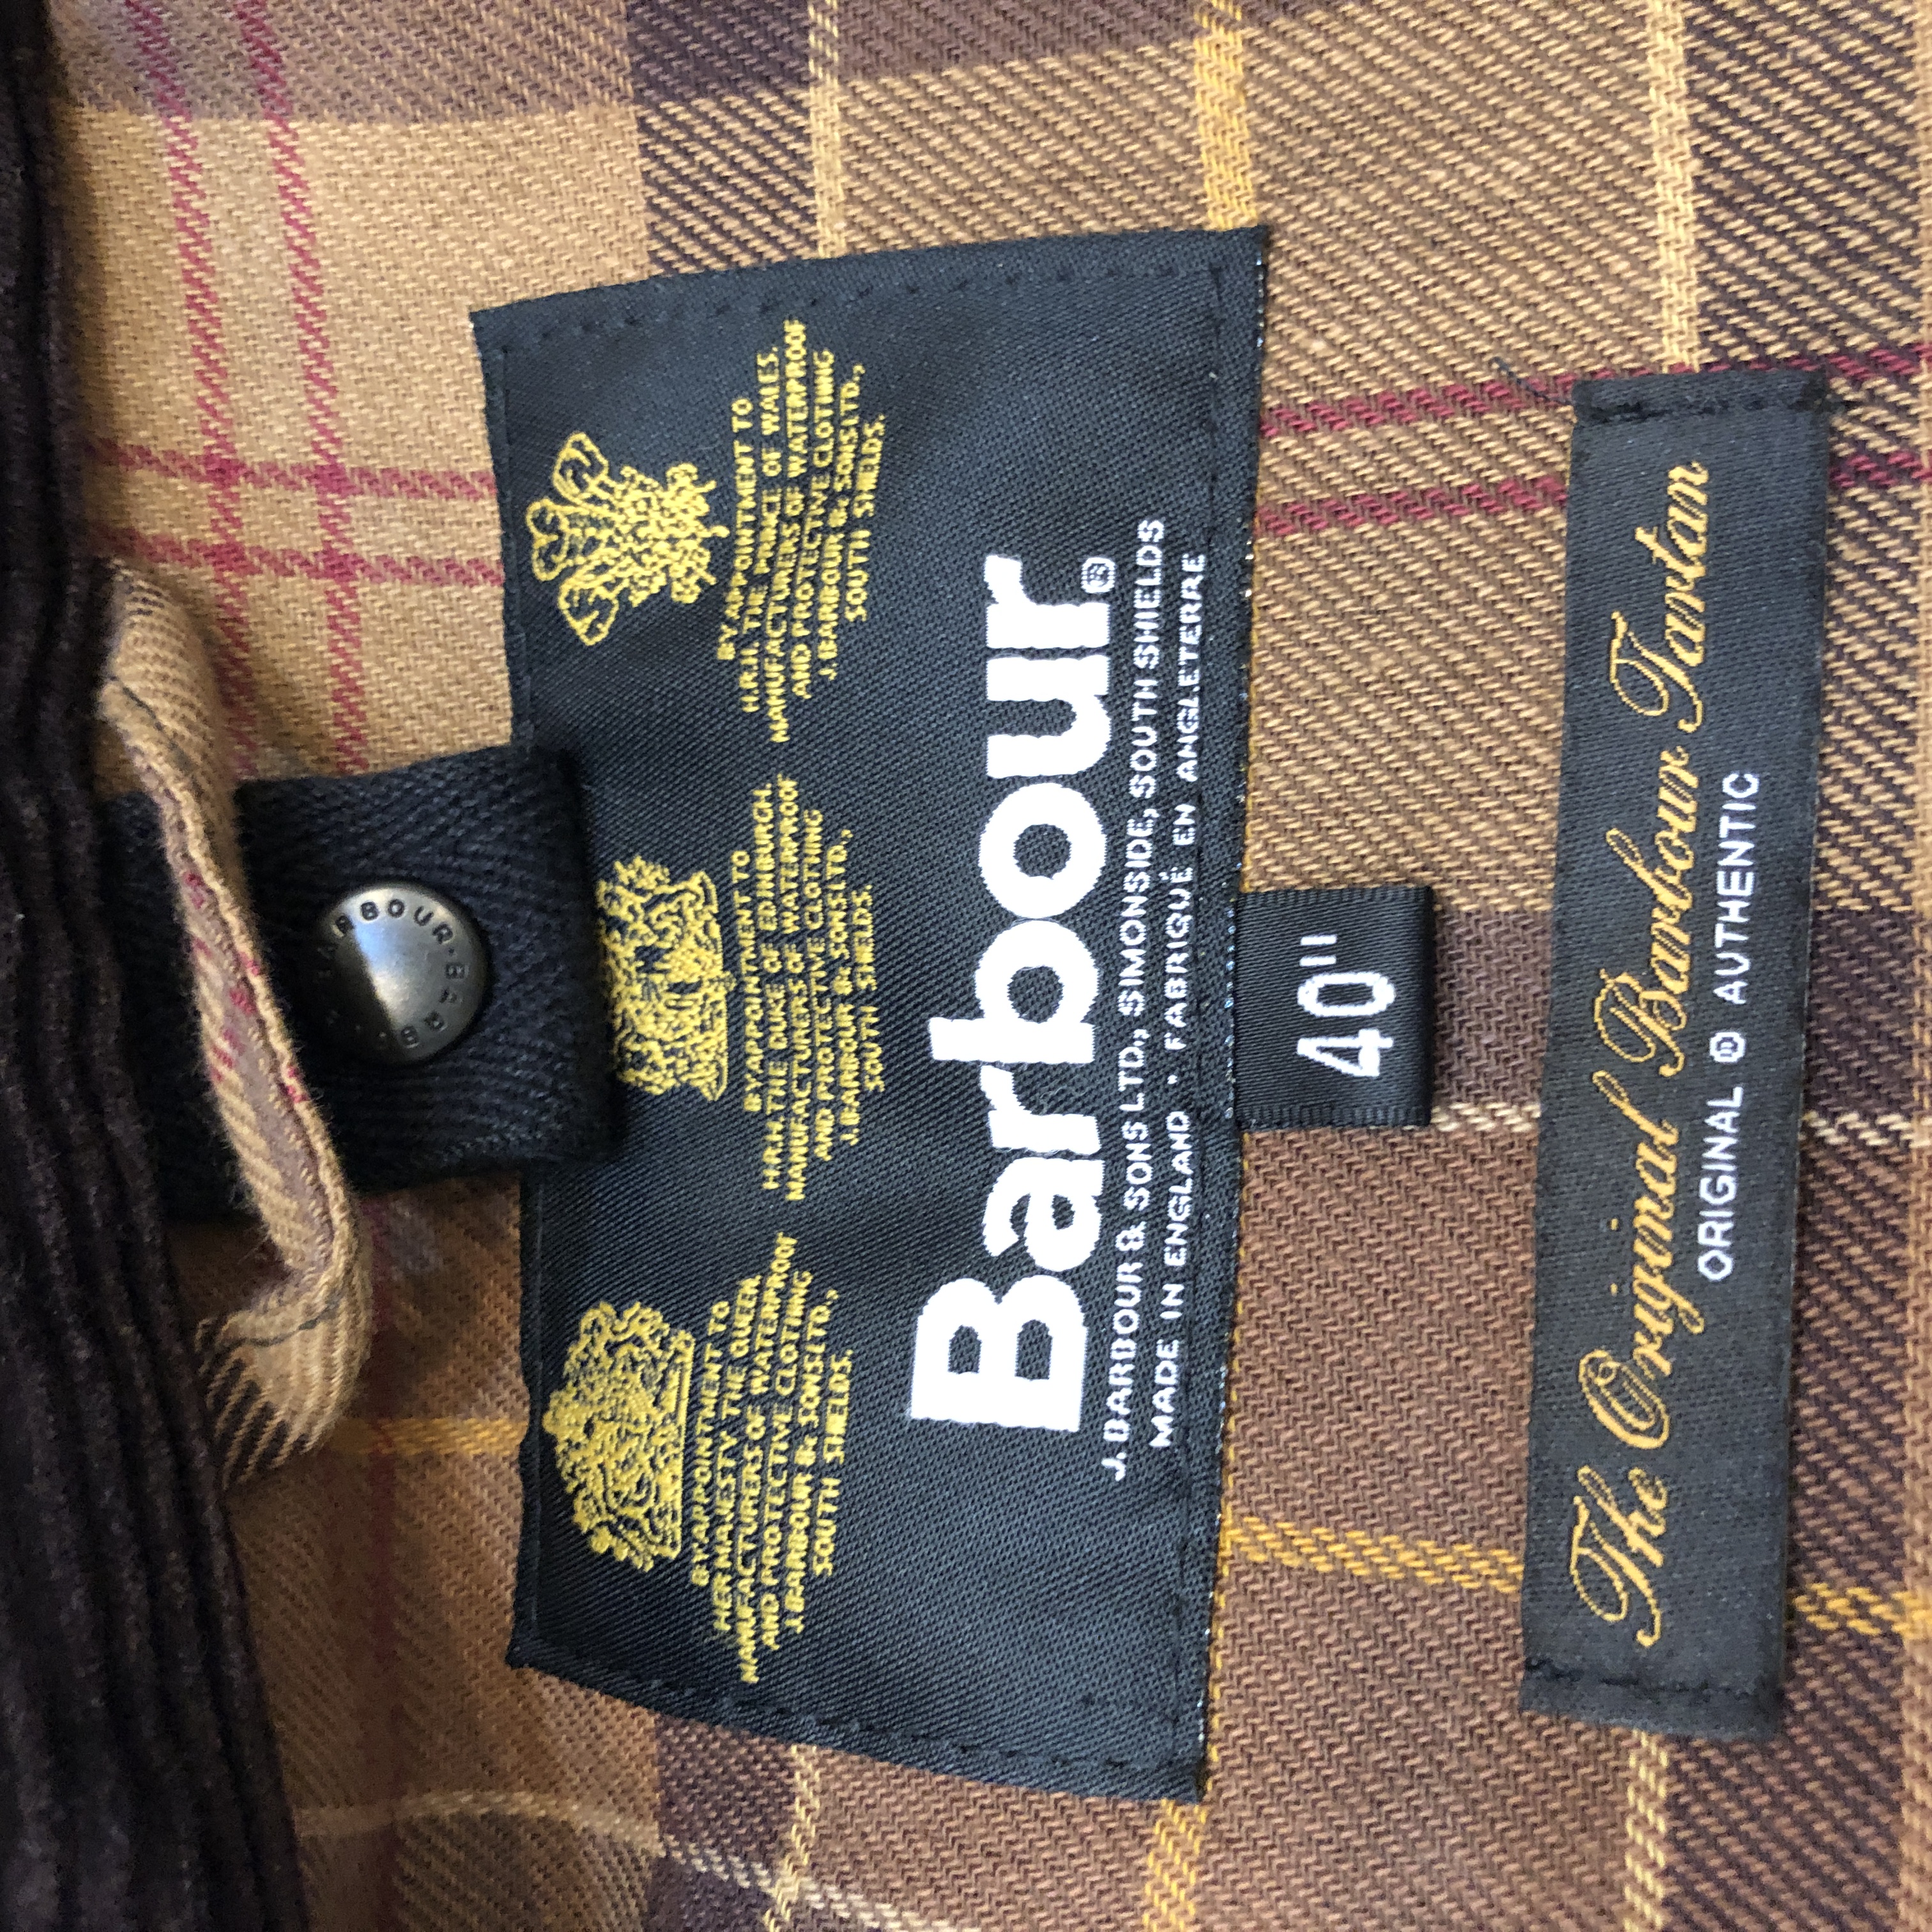 BARBOUR · BARB
BY APPOINTMENT TO
HER MAJESTY THE QUEEN,
MANUFACTURERS OF WATERPROOF
AND PROTECTIVE CLOTHING
J. BARBOUR & SONS LTD.,
SOUTH SHIELDS.
BY APPOINTMENT TO
H.R.H. THE DUKE OF EDINBURGH,
MANUFACTURERS OF WATERPROOF
AND PROTECTIVE CLOTHING
J. BARBOUR & SONS LTD.,
SOUTH SHIELDS.
BY APPOINTMENT TO
H.R.H. THE PRINCE OF WALES,
MANUFACTURERS OF WATERPROOF
AND PROTECTIVE CLOTHING
J. BARBOUR & SONS LTD.,
SOUTH SHIELDS.
Barbour®
J. BARBOUR & SONS LTD., SIMONSIDE, SOUTH SHIELDS
MADE IN ENGLAND • FABRIQUÉ EN ANGLETERRE
40"
The Original Barbour Tartan
ORIGINAL ® AUTHENTIC